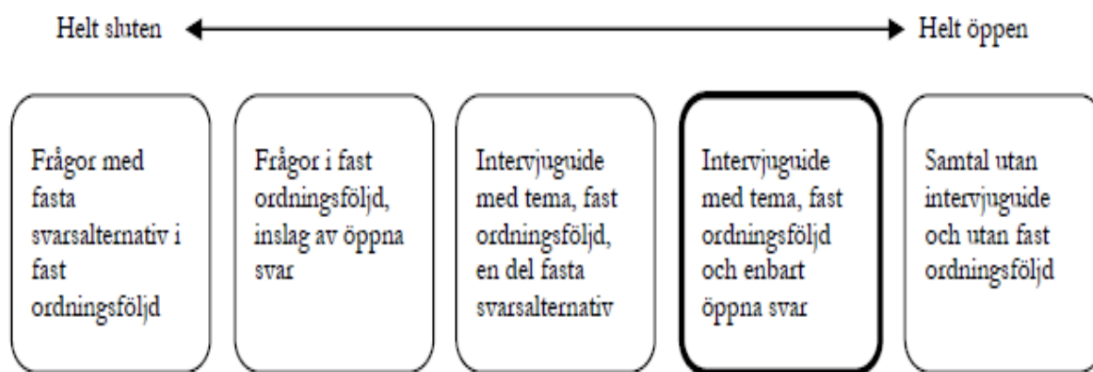 Helt sluten
Helt öppen
Frågor med
fasta
svarsalternativ i
fast
ordningsföljd
Frågor i fast
ordningsföljd,
inslag av öppna
svar
Intervjuguide
med tema, fast
ordningsföljd,
en del fasta
svarsalternativ
Intervjuguide
med tema, fast
ordningsföljd
och enbart
öppna svar
Samtal utan
intervjuguide
och utan fast
ordningsföljd